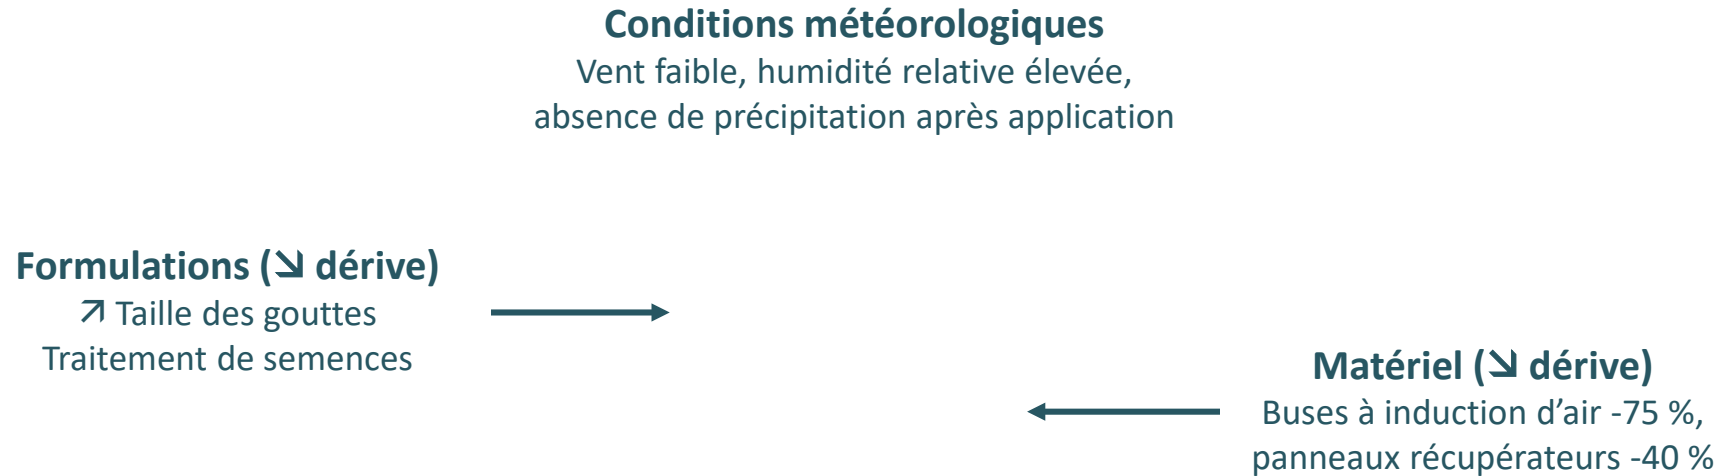 Conditions météorologiques
Vent faible, humidité relative élevée,
absence de précipitation après application
Formulations (↘ dérive)
↗ Taille des gouttes
Traitement de semences
Matériel (↘ dérive)
Buses à induction d’air -75 %,
panneaux récupérateurs -40 %